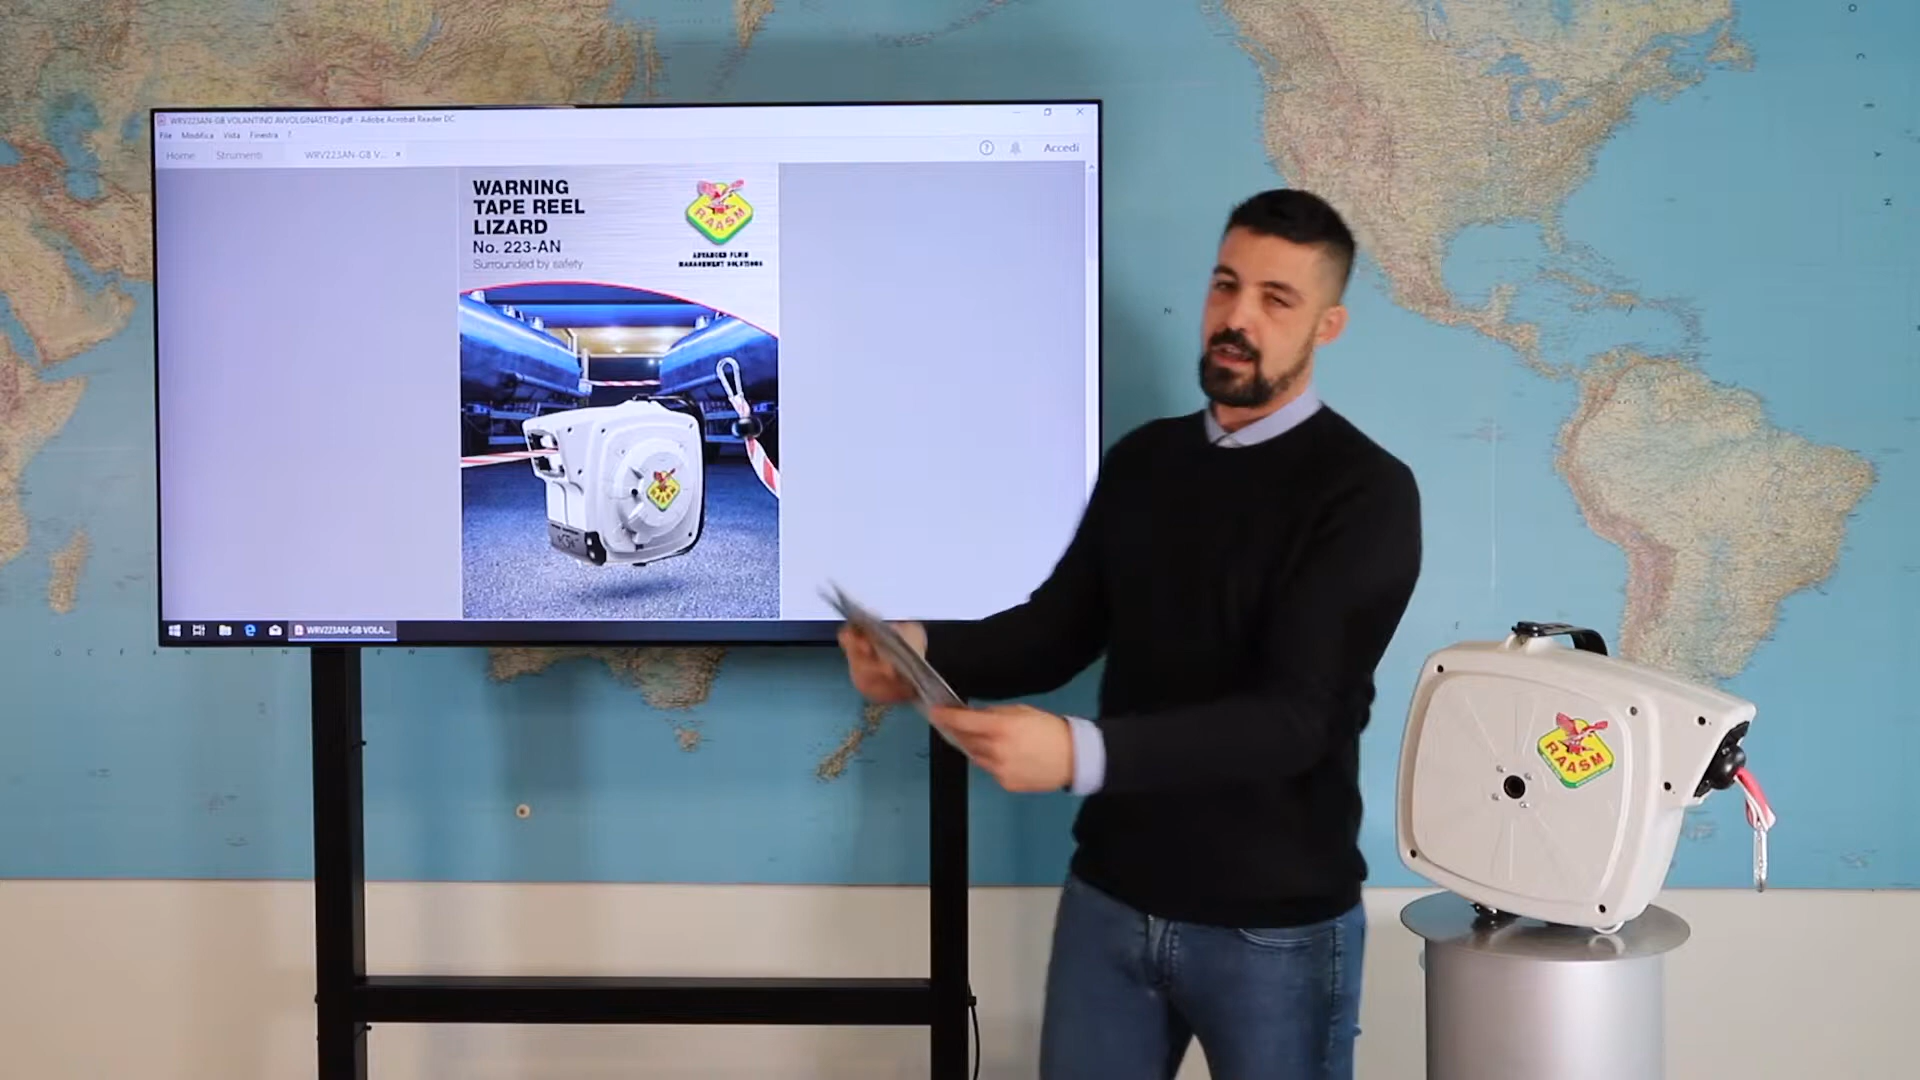 WRV223AN-GB VOLANTINO AVVOLGINASTRO.pdf - Adobe Acrobat Reader DC
File Modifica Vista Finestra ?
Home Strumenti WRV223AN-GB V... ×
? Accedi
WARNING
TAPE REEL
LIZARD
No. 223-AN
Surrounded by safety
RAASM
ADVANCED FLUID
MANAGEMENT SOLUTIONS
RAASM
WRV223AN-GB VOLA...
RAASM